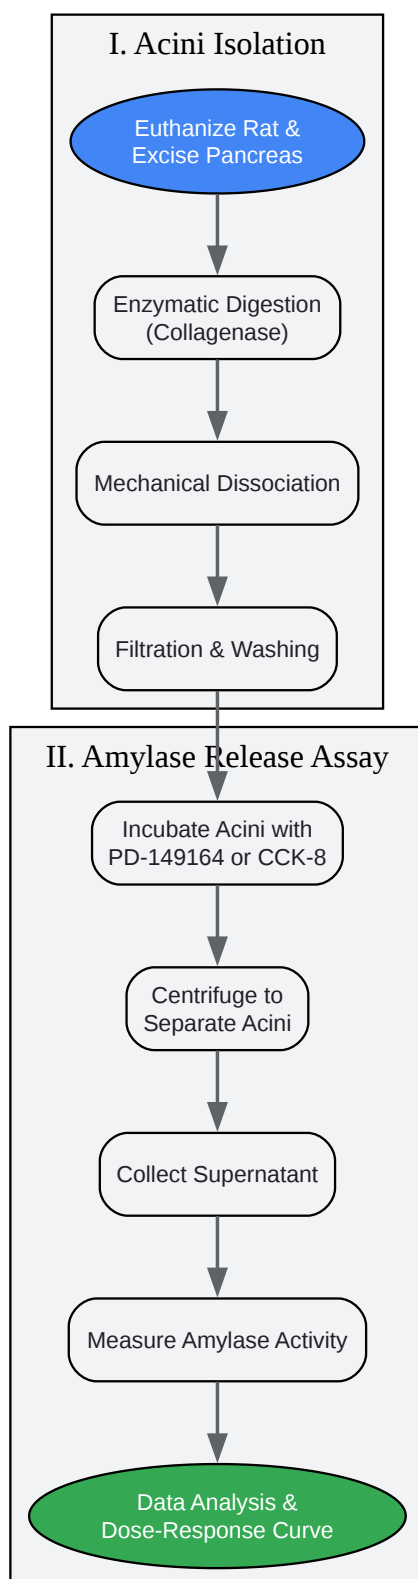 I. Acini Isolation
Euthanize Rat &
Excise Pancreas
Enzymatic Digestion
(Collagenase)
Mechanical Dissociation
Filtration & Washing
II. Amylase Release Assay
Incubate Acini with
PD-149164 or CCK-8
Centrifuge to
Separate Acini
Collect Supernatant
Measure Amylase Activity
Data Analysis &
Dose-Response Curve